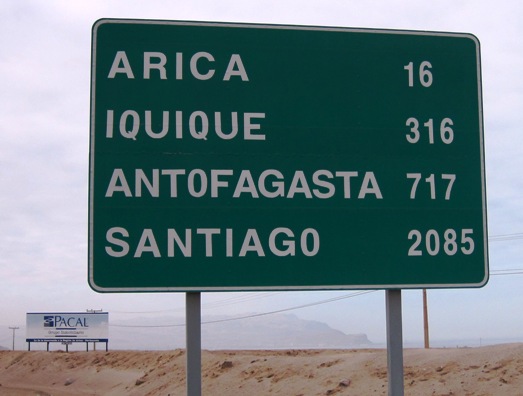 ARICA 16
IQUIQUE 316
ANTOFAGASTA 717
SANTIAGO 2085
PACAL